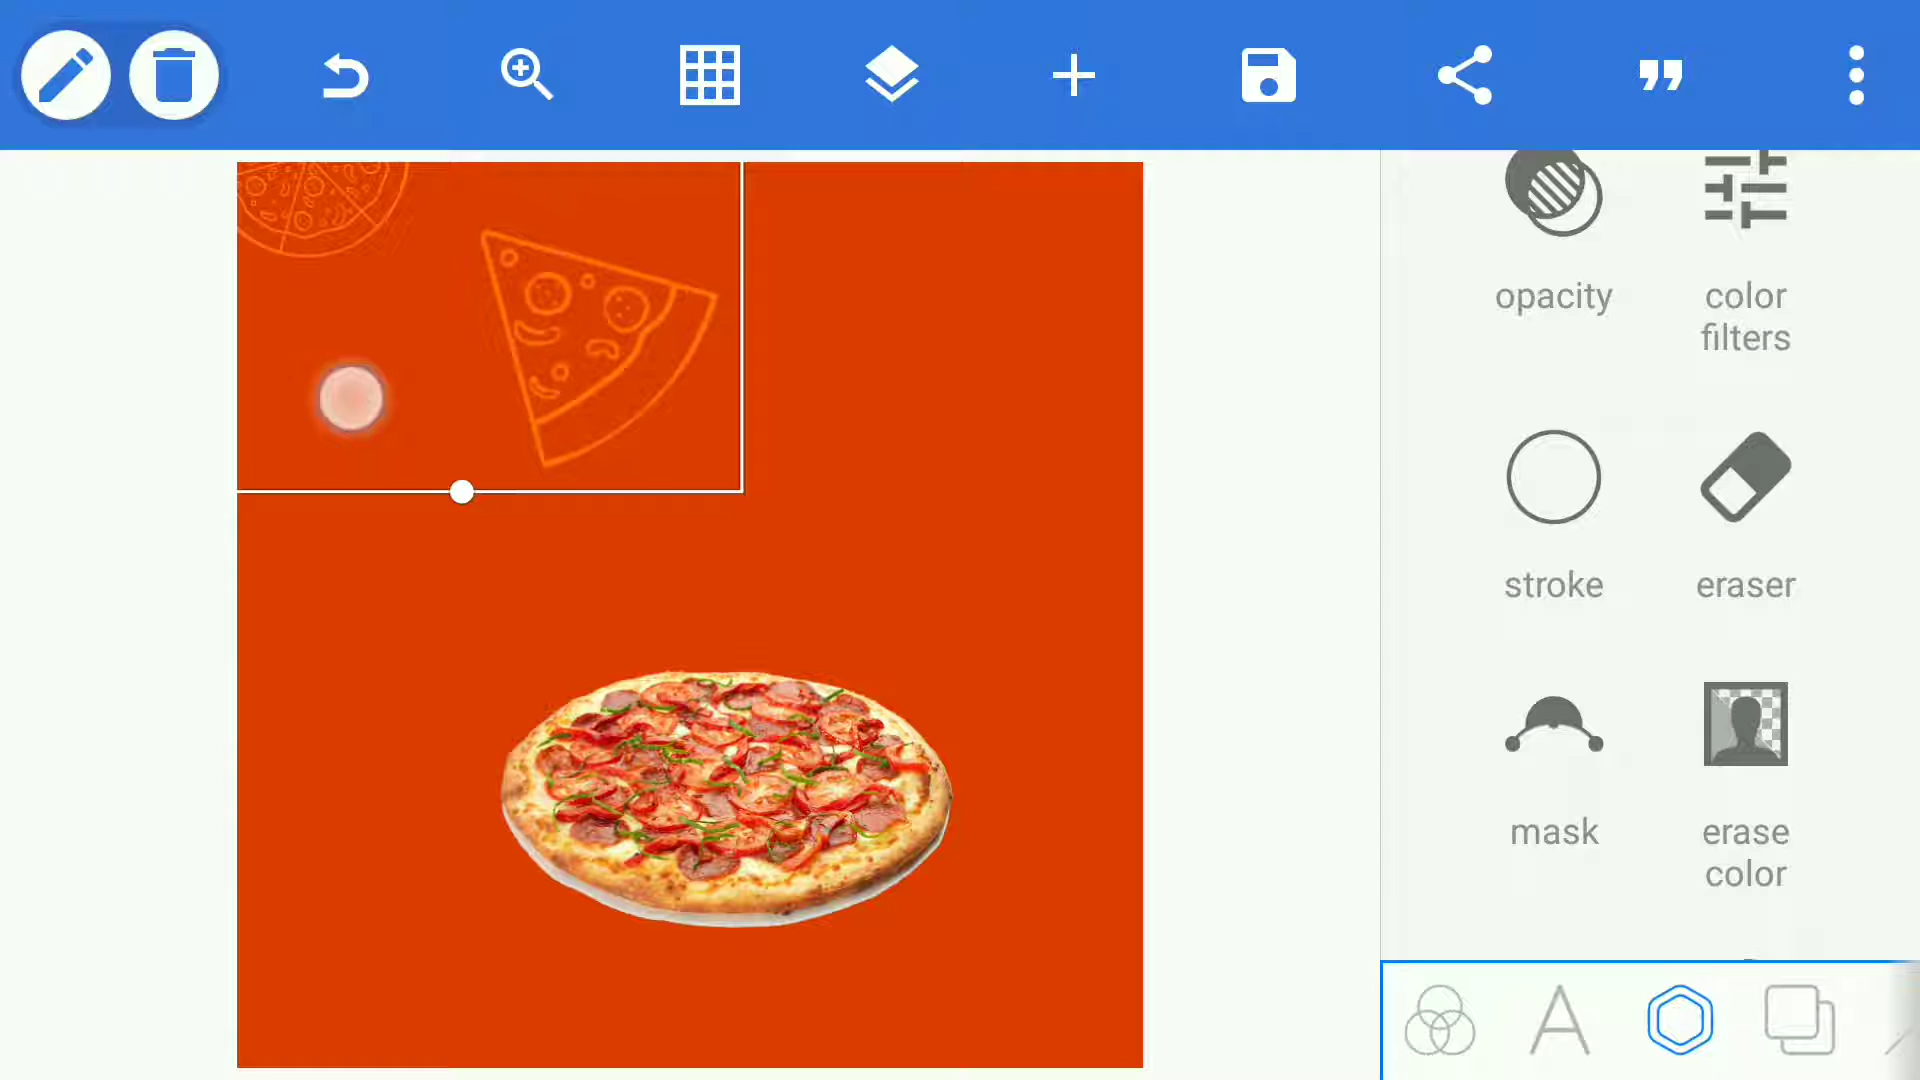 opacity
color
filters
stroke
eraser
mask
erase
color